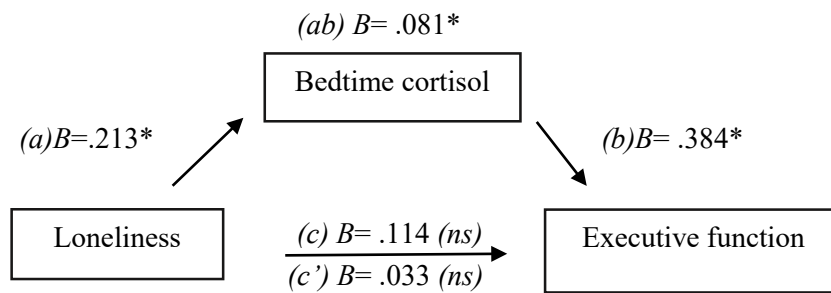 (ab) B= .081*
Bedtime cortisol
(a)B=.213*
(b)B= .384*
Loneliness
(c) B= .114 (ns)
(c’) B= .033 (ns)
Executive function